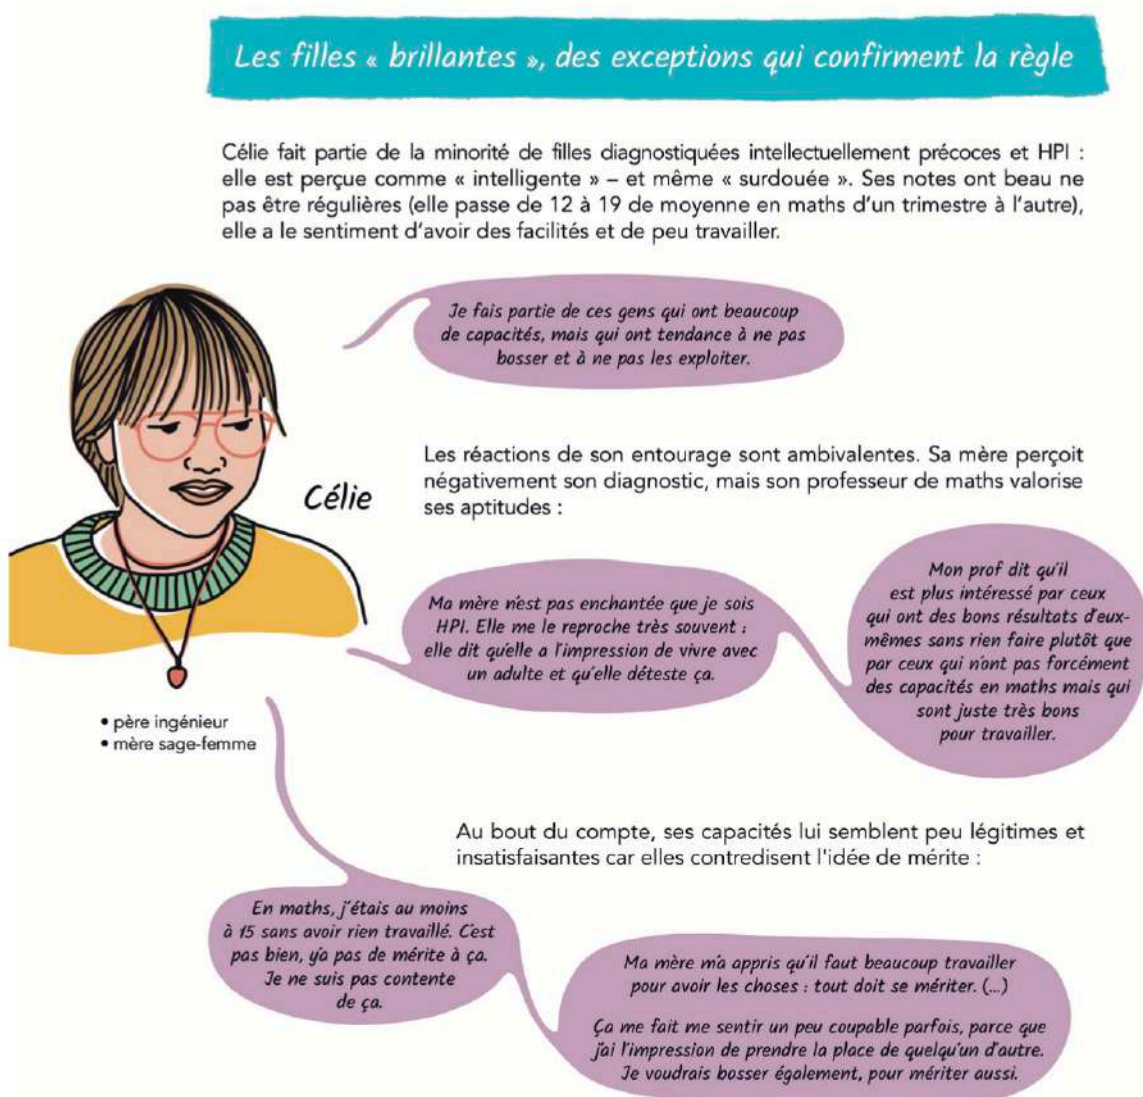 Les filles « brillantes », des exceptions qui confirment la règle
Célie fait partie de la minorité de filles diagnostiquées intellectuellement précoces et HPI :
elle est perçue comme « intelligente » – et même « surdouée ». Ses notes ont beau ne
pas être régulières (elle passe de 12 à 19 de moyenne en maths d'un trimestre à l'autre),
elle a le sentiment d'avoir des facilités et de peu travailler.
Je fais partie de ces gens qui ont beaucoup
de capacités, mais qui ont tendance à ne pas
bosser et à ne pas les exploiter.
Célie
• père ingénieur
• mère sage-femme
Les réactions de son entourage sont ambivalentes. Sa mère perçoit
négativement son diagnostic, mais son professeur de maths valorise
ses aptitudes :
Ma mère n'est pas enchantée que je sois
HPI. Elle me le reproche très souvent :
elle dit qu'elle a l'impression de vivre avec
un adulte et qu'elle déteste ça.
Mon prof dit qu'il
est plus intéressé par ceux
qui ont des bons résultats d'eux-
mêmes sans rien faire plutôt que
par ceux qui n'ont pas forcément
des capacités en maths mais qui
sont juste très bons
pour travailler.
Au bout du compte, ses capacités lui semblent peu légitimes et
insatisfaisantes car elles contredisent l'idée de mérite :
En maths, j'étais au moins
à 15 sans avoir rien travaillé. C'est
pas bien, y'a pas de mérite à ça.
Je ne suis pas contente
de ça.
Ma mère m'a appris qu'il faut beaucoup travailler
pour avoir les choses : tout doit se mériter. (...)
Ça me fait me sentir un peu coupable parfois, parce que
j'ai l'impression de prendre la place de quelqu'un d'autre.
Je voudrais bosser également, pour mériter aussi.